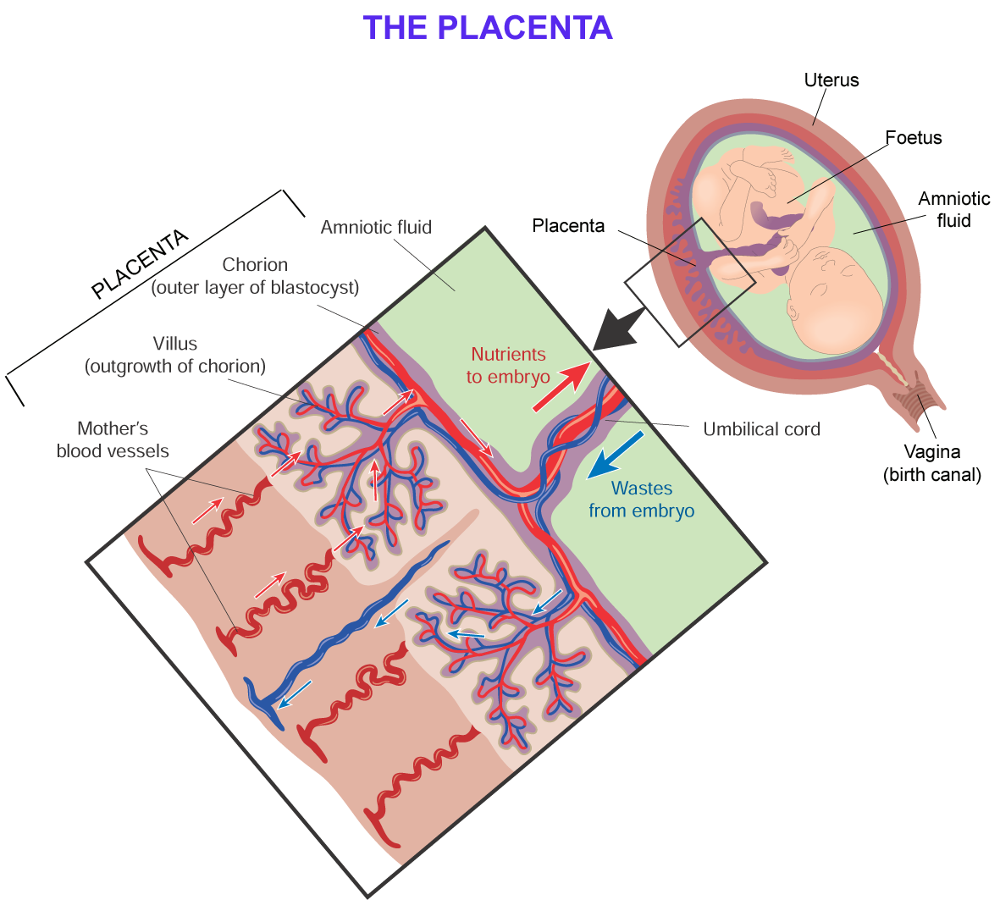 THE PLACENTA
Uterus
Foetus
Amniotic
fluid
Placenta
Vagina
(birth canal)
PLACENTA
Amniotic fluid
Chorion
(outer layer of blastocyst)
Villus
(outgrowth of chorion)
Mother's
blood vessels
Nutrients
to embryo
Umbilical cord
Wastes
from embryo